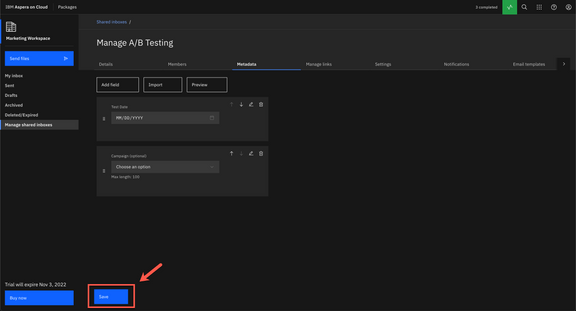 IBM Aspera on Cloud
Packages
3 completed
Marketing Workspace
Send files
My inbox
Sent
Drafts
Archived
Deleted/Expired
Manage shared inboxes
Trial will expire Nov 3, 2022
Buy now
Shared inboxes /
Manage A/B Testing
Details
Members
Metadata
Manage links
Settings
Notifications
Email templates
Add field
Import
Preview
Test Date
MM/DD/YYYY
Campaign (optional)
Choose an option
Max length: 100
Save